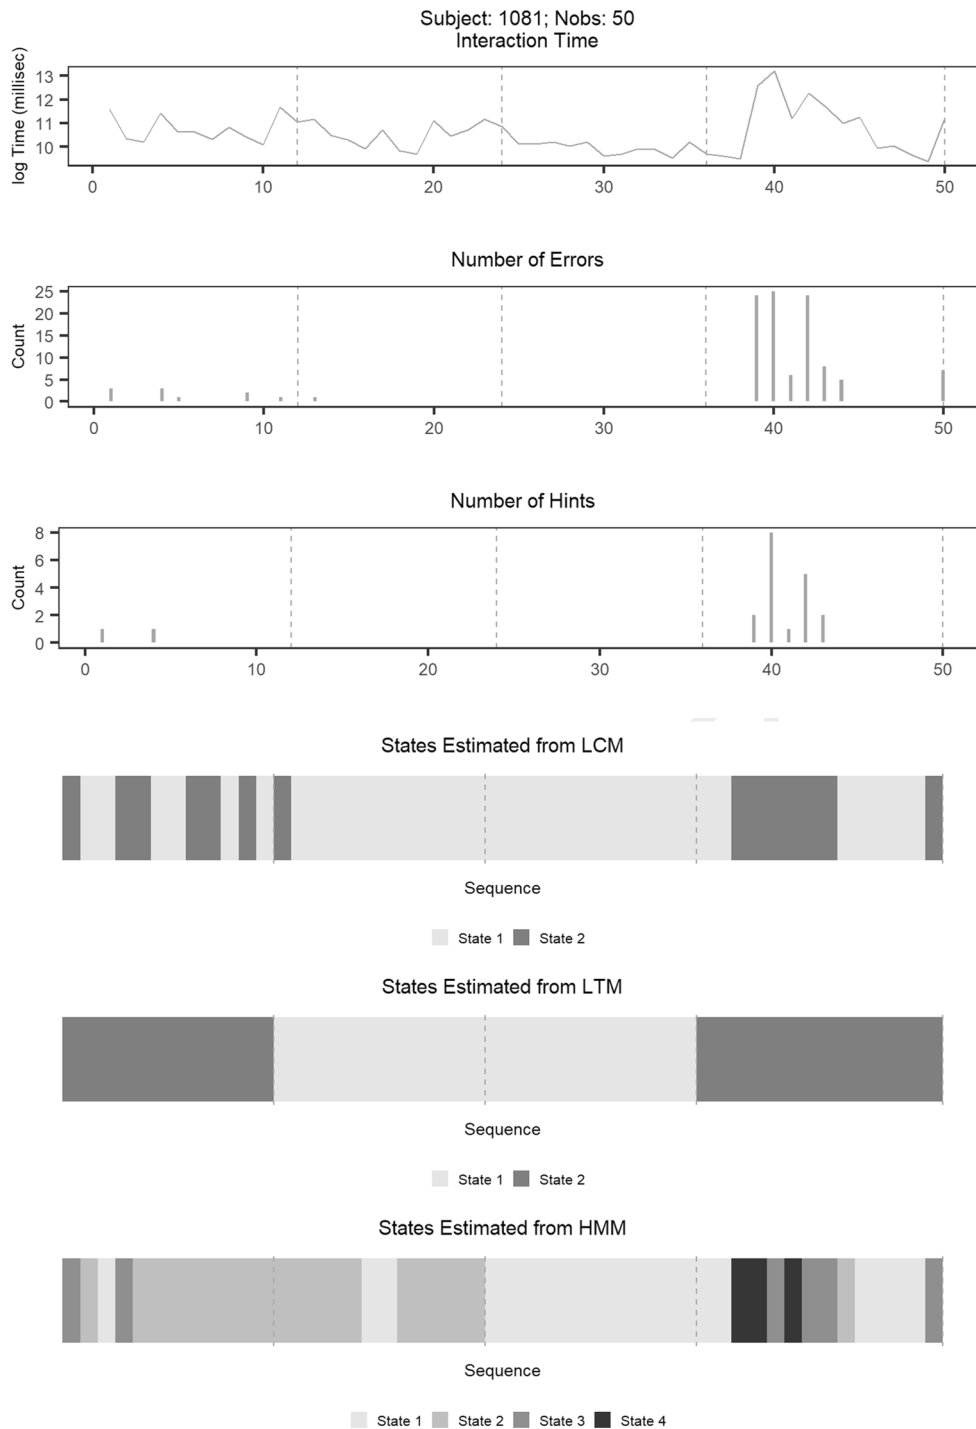 Subject: 1081; Nobs: 50
Interaction Time
log Time (millisec)
13
12
11
10
0 10 20 30 40 50
Number of Errors
Count
25
20
15
10
5
0
0 10 20 30 40 50
Number of Hints
Count
8
6
4
2
0
0 10 20 30 40 50
States Estimated from LCM
Sequence
State 1 State 2
States Estimated from LTM
Sequence
State 1 State 2
States Estimated from HMM
Sequence
State 1 State 2 State 3 State 4